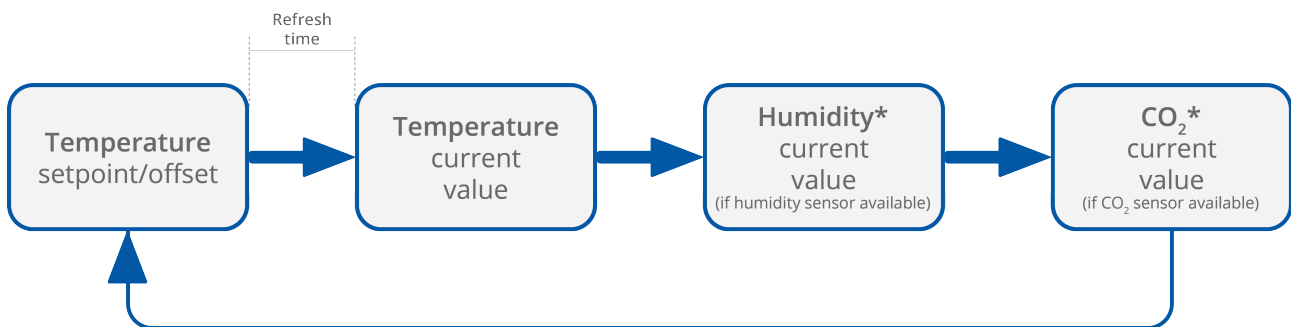 Refresh
time
Temperature
setpoint/offset
Temperature
current
value
Humidity*
current
value
(if humidity sensor available)
CO₂*
current
value
(if CO₂ sensor available)